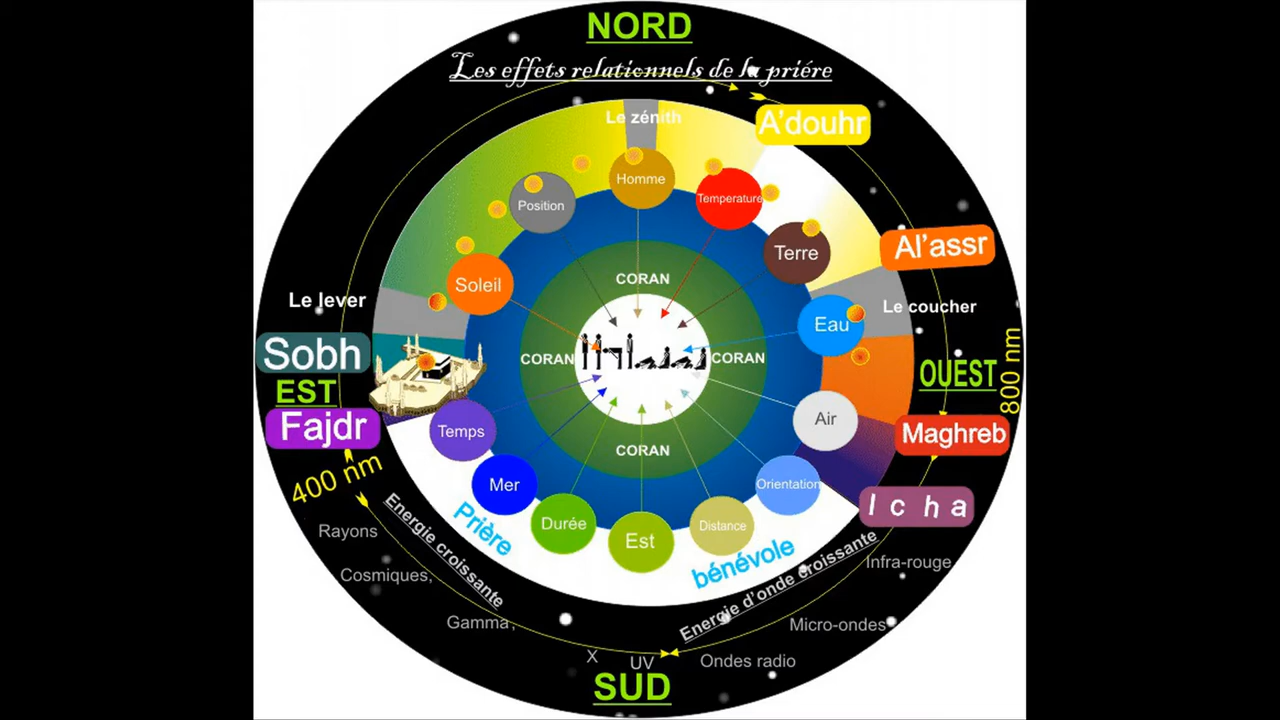 NORD
Les effets relationnels de la priére
Le zénith
A'douhr
Homme
Position
Temperature
Terre
Al'assr
Soleil
CORAN
Le lever
Eau
Le coucher
Sobh
CORAN
CORAN
EST
OUEST
800 nm
Fajdr
Temps
Air
Maghreb
CORAN
400 nm
Mer
Orientation
Icha
Durée
Est
Distance
Prière
bénévole
Energie croissante
Energie d'onde croissante
Rayons
Cosmiques,
Gamma,
X
UV
Ondes radio
Micro-ondes
Infra-rouge
SUD